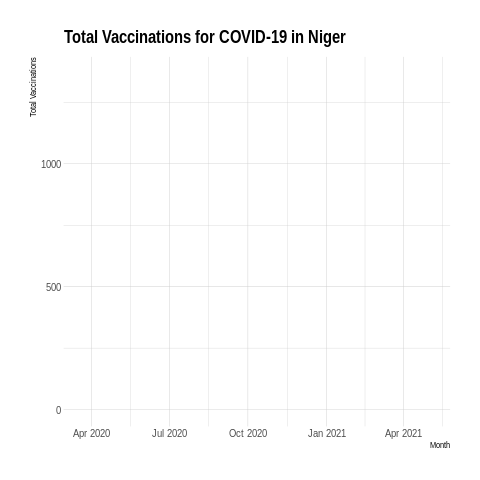 Total Vaccinations for COVID-19 in Niger
Total Vaccinations
1000
500
0
Apr 2020 Jul 2020 Oct 2020 Jan 2021 Apr 2021
Month